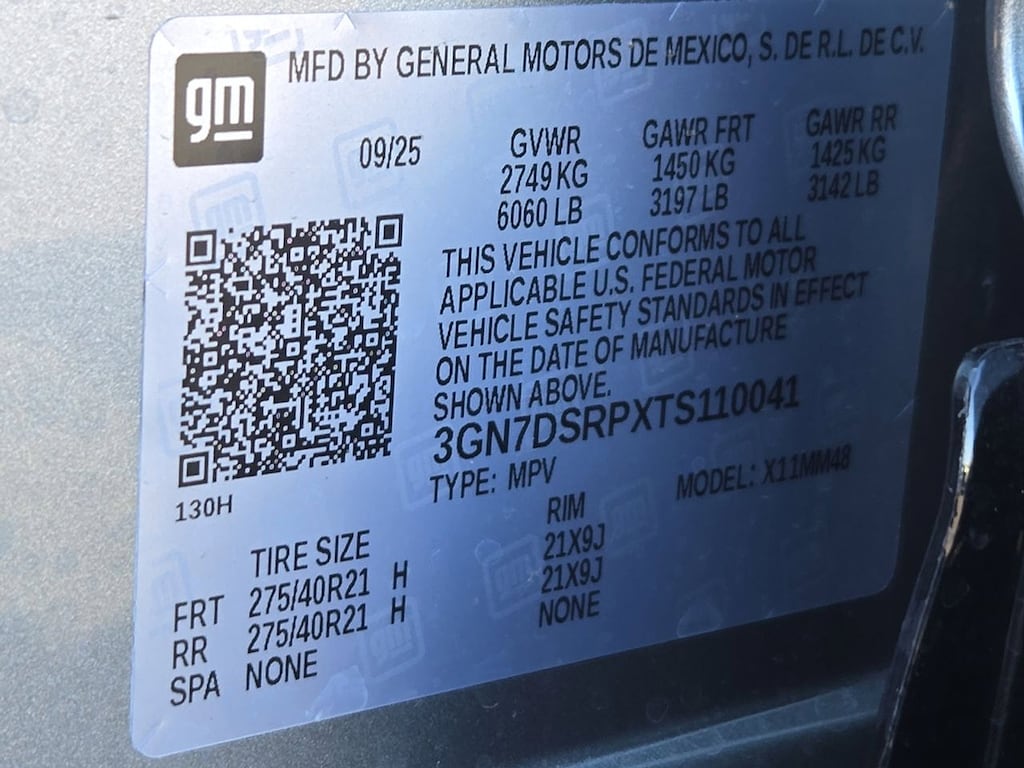 gm
MFD BY GENERAL MOTORS DE MEXICO, S. DE R.L. DE C.V.
09/25 GVWR GAWR FRT GAWR RR
2749 KG 1450 KG 1425 KG
6060 LB 3197 LB 3142 LB
THIS VEHICLE CONFORMS TO ALL
APPLICABLE U.S. FEDERAL MOTOR
VEHICLE SAFETY STANDARDS IN EFFECT
ON THE DATE OF MANUFACTURE
SHOWN ABOVE.
3GN7DSRPXTS110041
TYPE: MPV MODEL: X11MM48
130H
TIRE SIZE RIM
FRT 275/40R21 H 21X9J
RR 275/40R21 H 21X9J
SPA NONE NONE